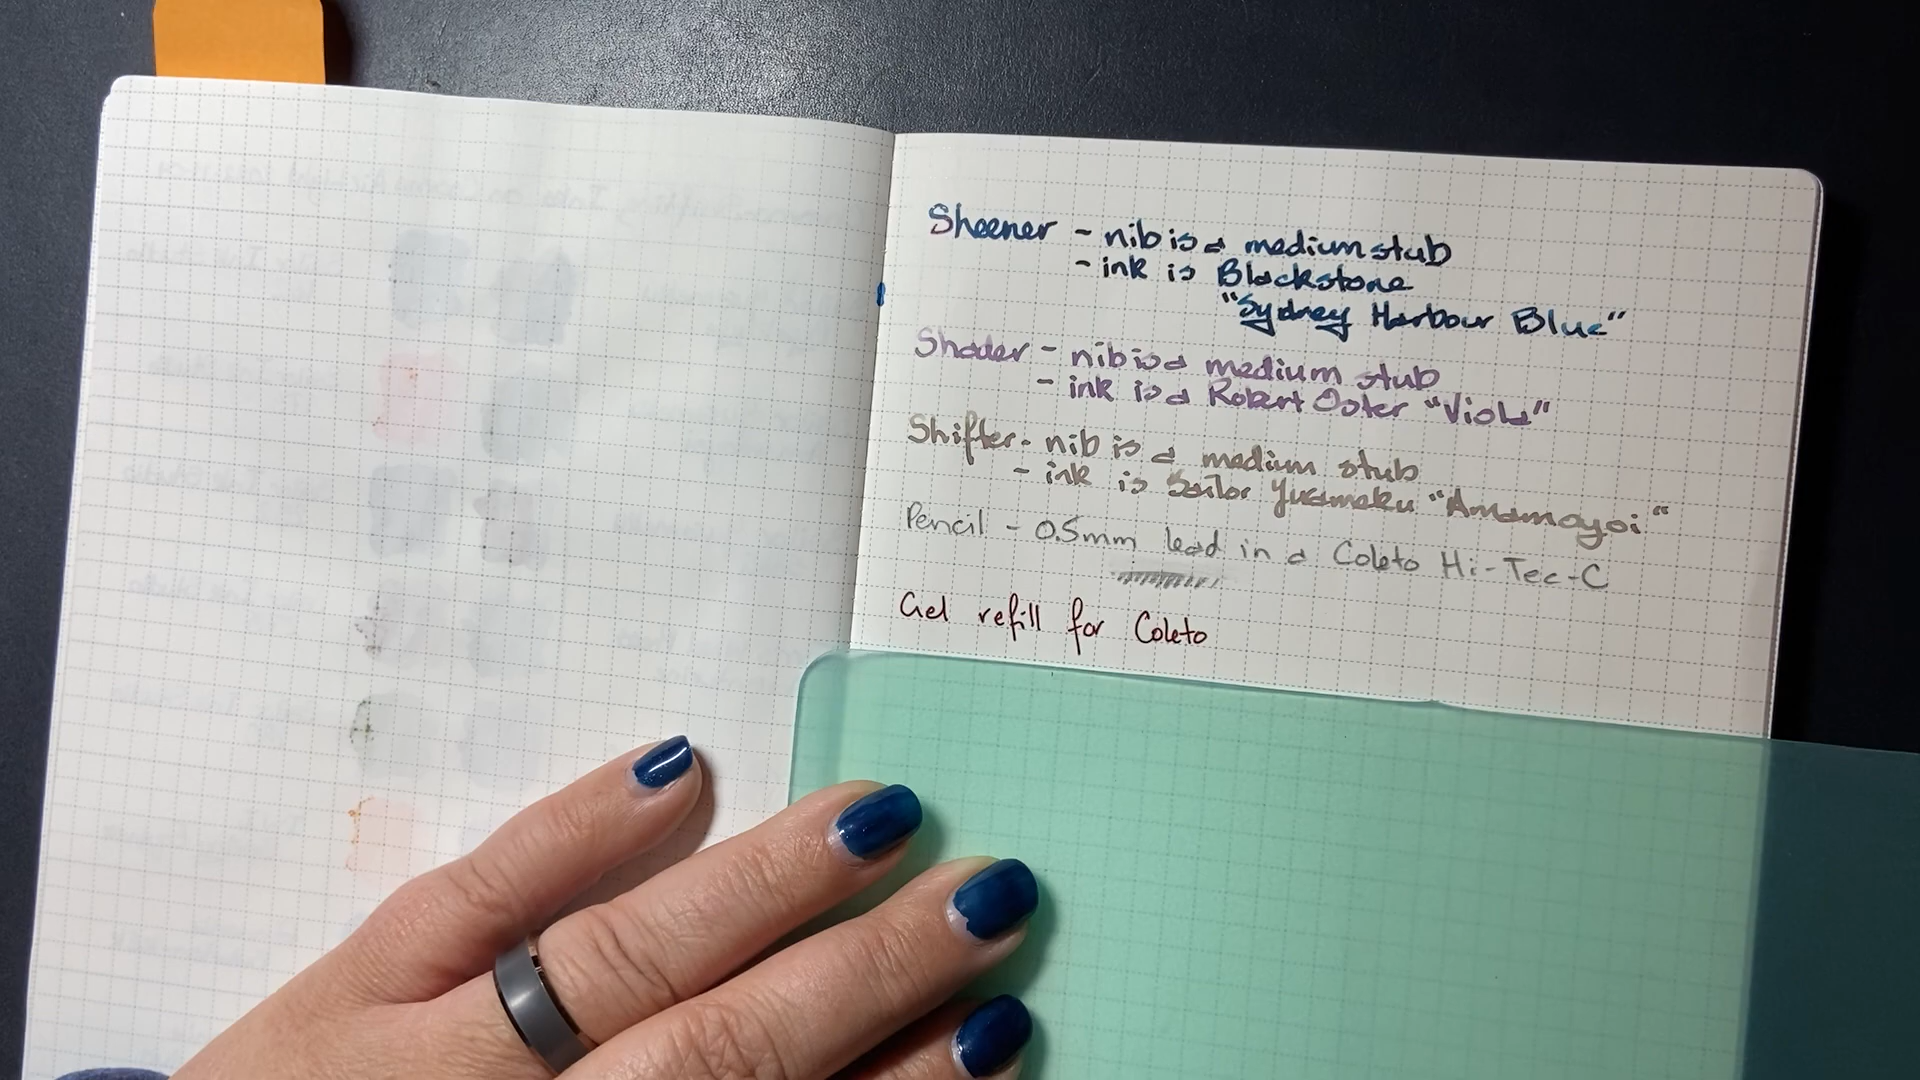 Sheener - nib is a medium stub
- ink is Blackstone
"Sydney Harbour Blue"
Shader - nib is a medium stub
- ink is a Robert Oster "Viola"
Shifter - nib is a medium stub
- ink is Sailor Yurameku "Amamoyoi"
Pencil - 0.5mm lead in a Coleto Hi-Tec-C
Gel refill for Coleto